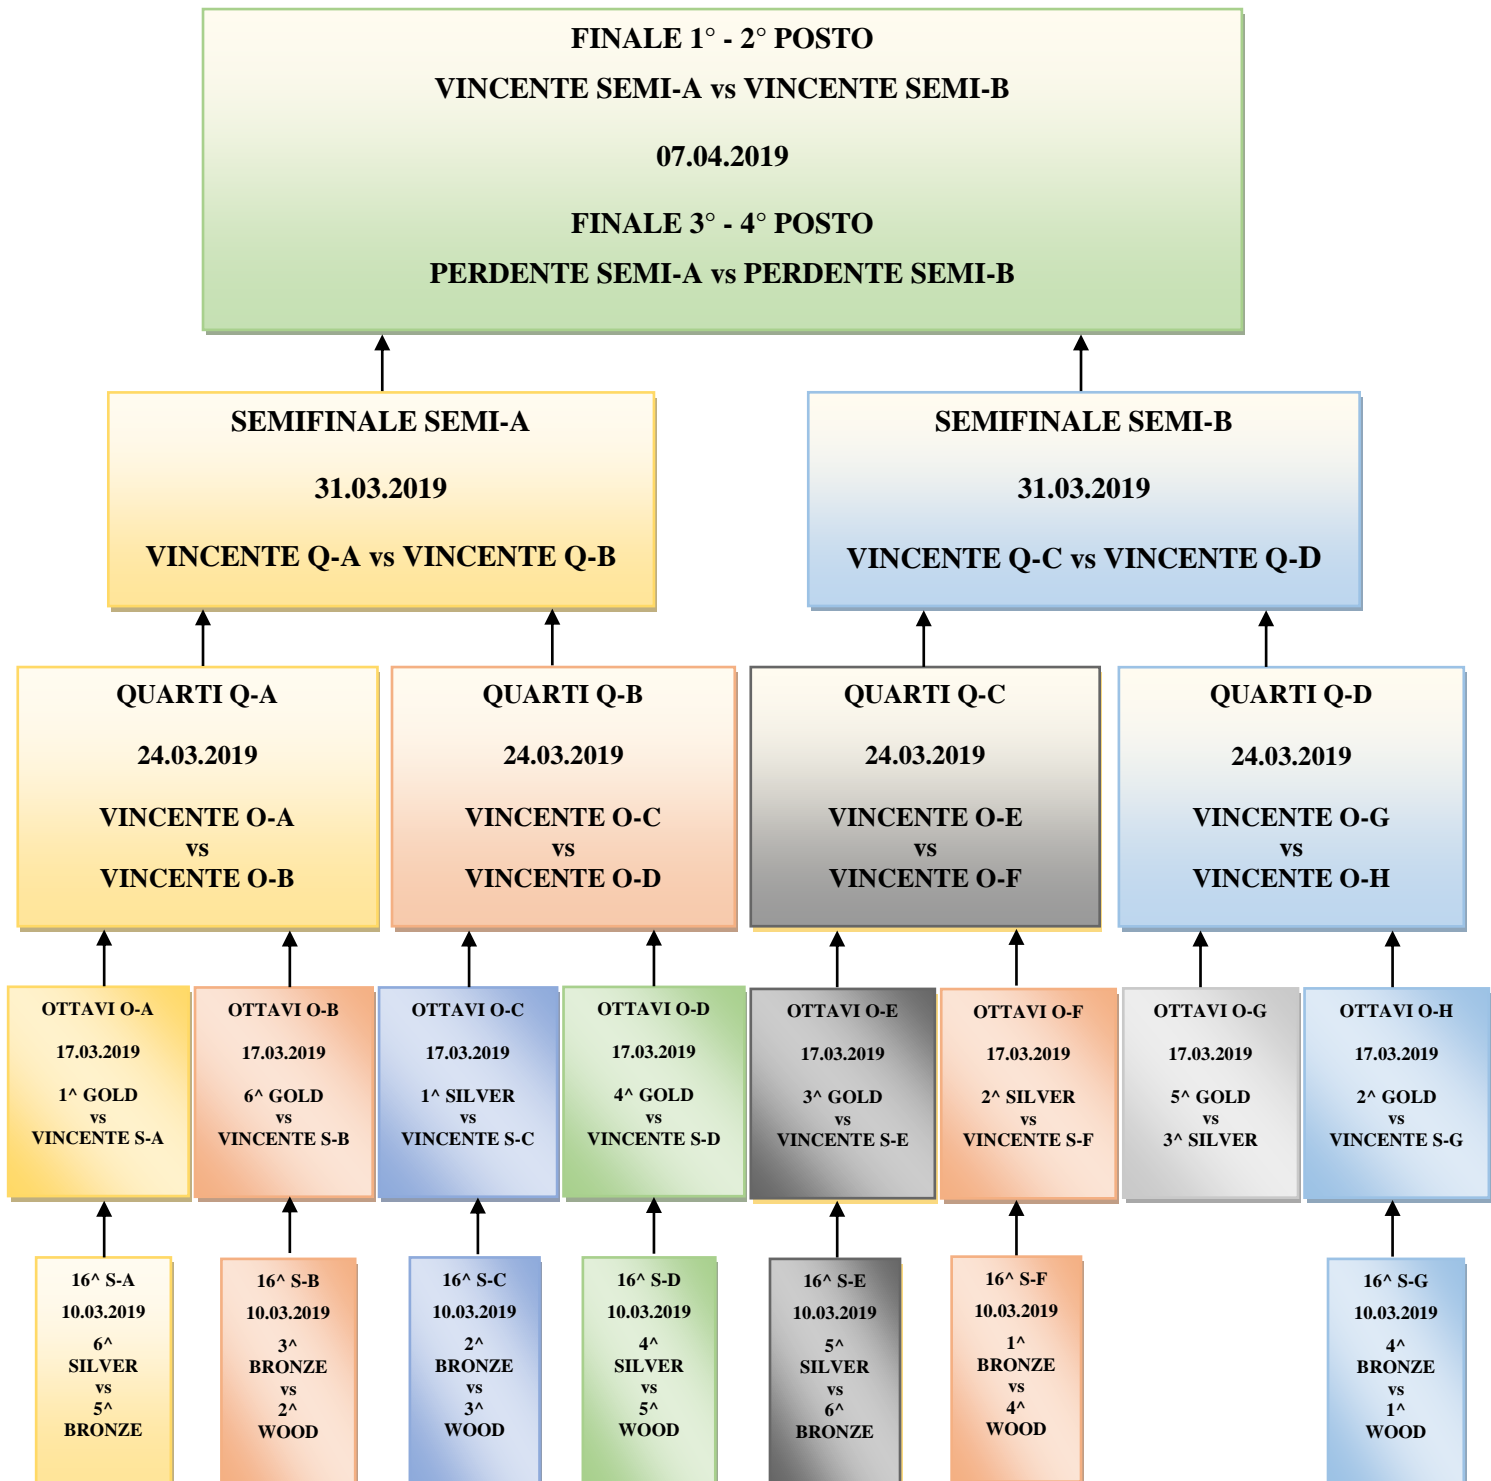 FINALE 1° - 2° POSTO
VINCENTE SEMI-A vs VINCENTE SEMI-B
07.04.2019
FINALE 3° - 4° POSTO
PERDENTE SEMI-A vs PERDENTE SEMI-B
SEMIFINALE SEMI-A
31.03.2019
VINCENTE Q-A vs VINCENTE Q-B
SEMIFINALE SEMI-B
31.03.2019
VINCENTE Q-C vs VINCENTE Q-D
QUARTI Q-A
24.03.2019
VINCENTE O-A
vs
VINCENTE O-B
QUARTI Q-B
24.03.2019
VINCENTE O-C
vs
VINCENTE O-D
QUARTI Q-C
24.03.2019
VINCENTE O-E
vs
VINCENTE O-F
QUARTI Q-D
24.03.2019
VINCENTE O-G
vs
VINCENTE O-H
OTTAVI O-A
17.03.2019
1^ GOLD
vs
VINCENTE S-A
OTTAVI O-B
17.03.2019
6^ GOLD
vs
VINCENTE S-B
OTTAVI O-C
17.03.2019
1^ SILVER
vs
VINCENTE S-C
OTTAVI O-D
17.03.2019
4^ GOLD
vs
VINCENTE S-D
OTTAVI O-E
17.03.2019
3^ GOLD
vs
VINCENTE S-E
OTTAVI O-F
17.03.2019
2^ SILVER
vs
VINCENTE S-F
OTTAVI O-G
17.03.2019
5^ GOLD
vs
3^ SILVER
OTTAVI O-H
17.03.2019
2^ GOLD
vs
VINCENTE S-G
16^ S-A
10.03.2019
6^
SILVER
vs
5^
BRONZE
16^ S-B
10.03.2019
3^
BRONZE
vs
2^
WOOD
16^ S-C
10.03.2019
2^
BRONZE
vs
3^
WOOD
16^ S-D
10.03.2019
4^
SILVER
vs
5^
WOOD
16^ S-E
10.03.2019
5^
SILVER
vs
6^
BRONZE
16^ S-F
10.03.2019
1^
BRONZE
vs
4^
WOOD
16^ S-G
10.03.2019
4^
BRONZE
vs
1^
WOOD